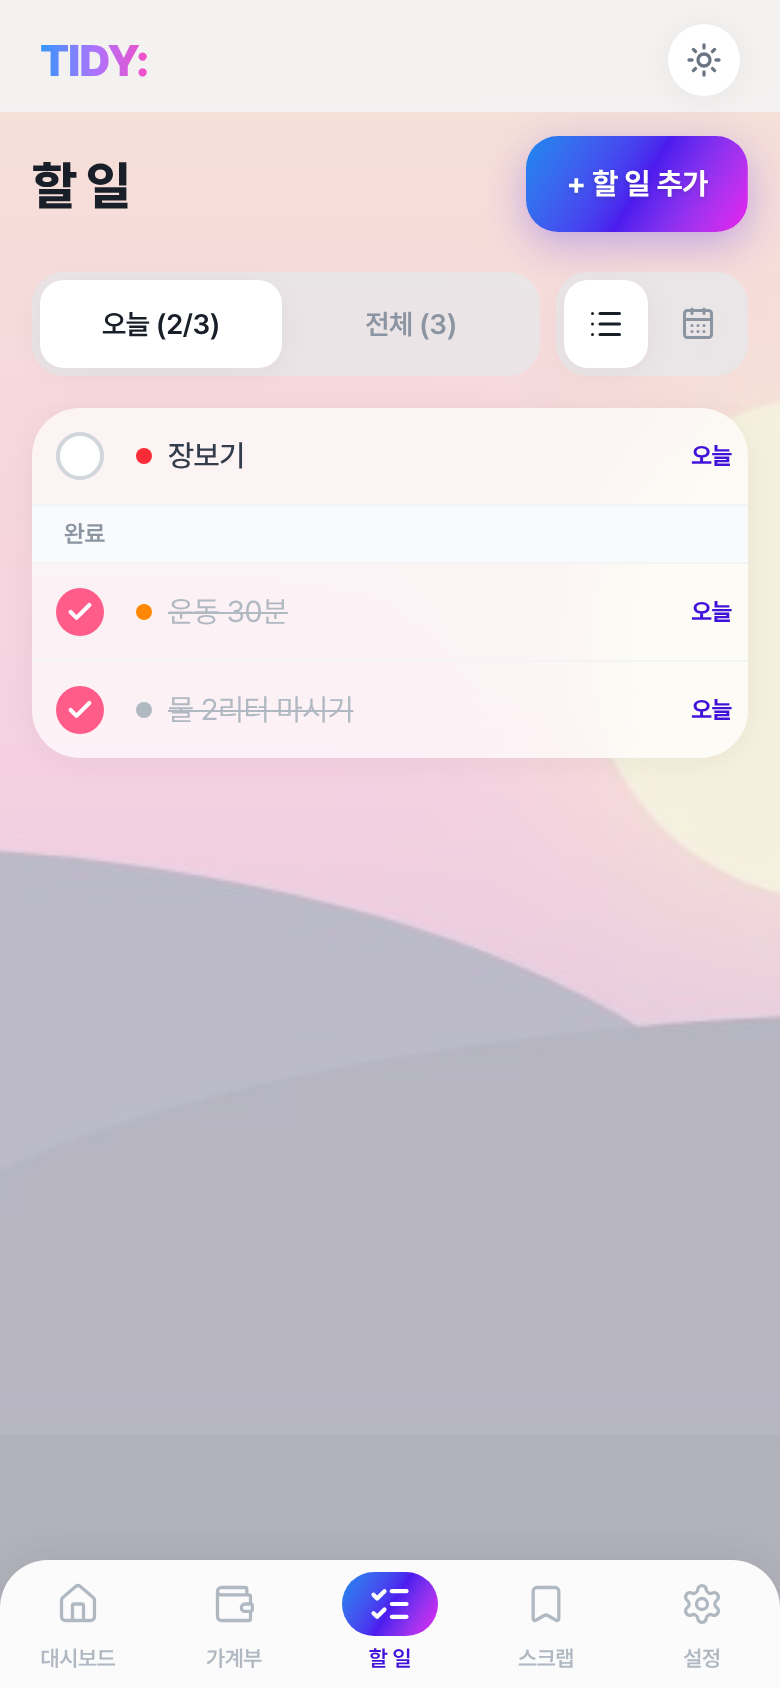 TIDY:
할 일
+ 할 일 추가
오늘 (2/3)
전체 (3)
장보기
오늘
완료
운동 30분
오늘
물 2리터 마시기
오늘
대시보드
가계부
할 일
스크랩
설정